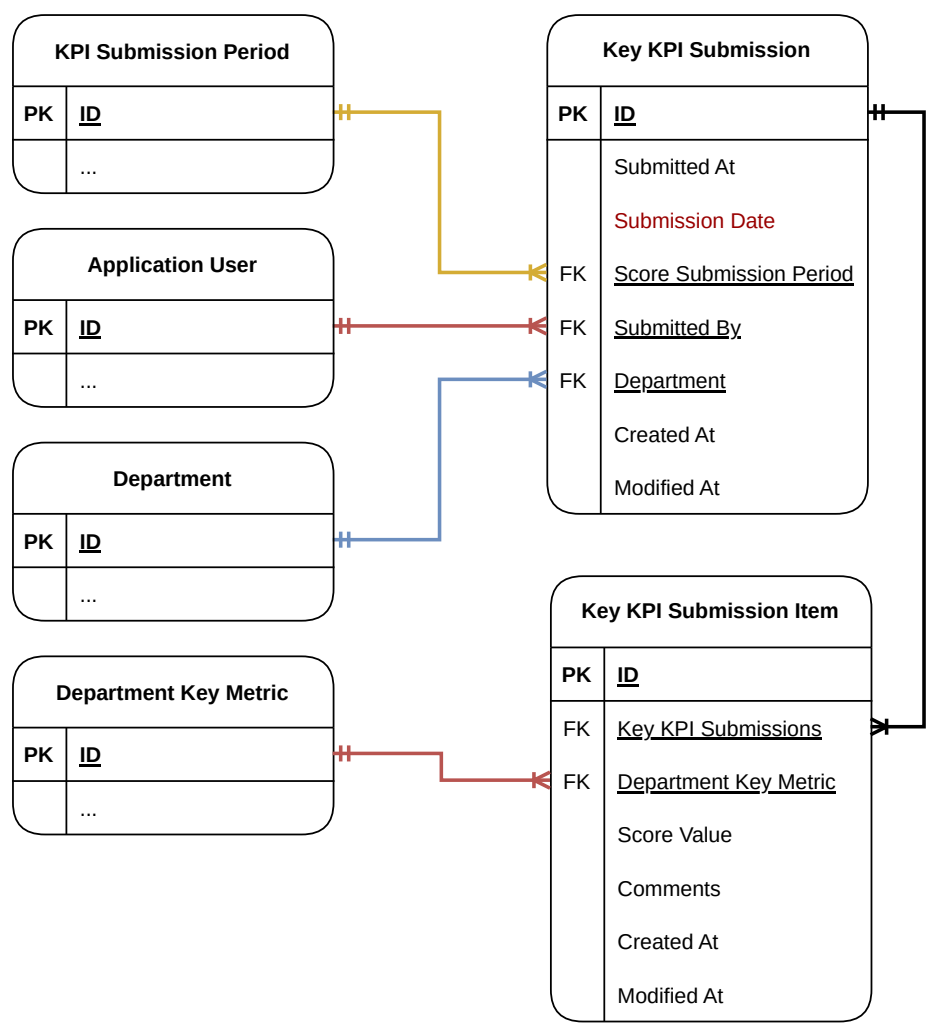 KPI Submission Period
PK ID
...
Application User
PK ID
...
Department
PK ID
...
Department Key Metric
PK ID
...
Key KPI Submission
PK ID
Submitted At
Submission Date
FK Score Submission Period
FK Submitted By
FK Department
Created At
Modified At
Key KPI Submission Item
PK ID
FK Key KPI Submissions
FK Department Key Metric
Score Value
Comments
Created At
Modified At